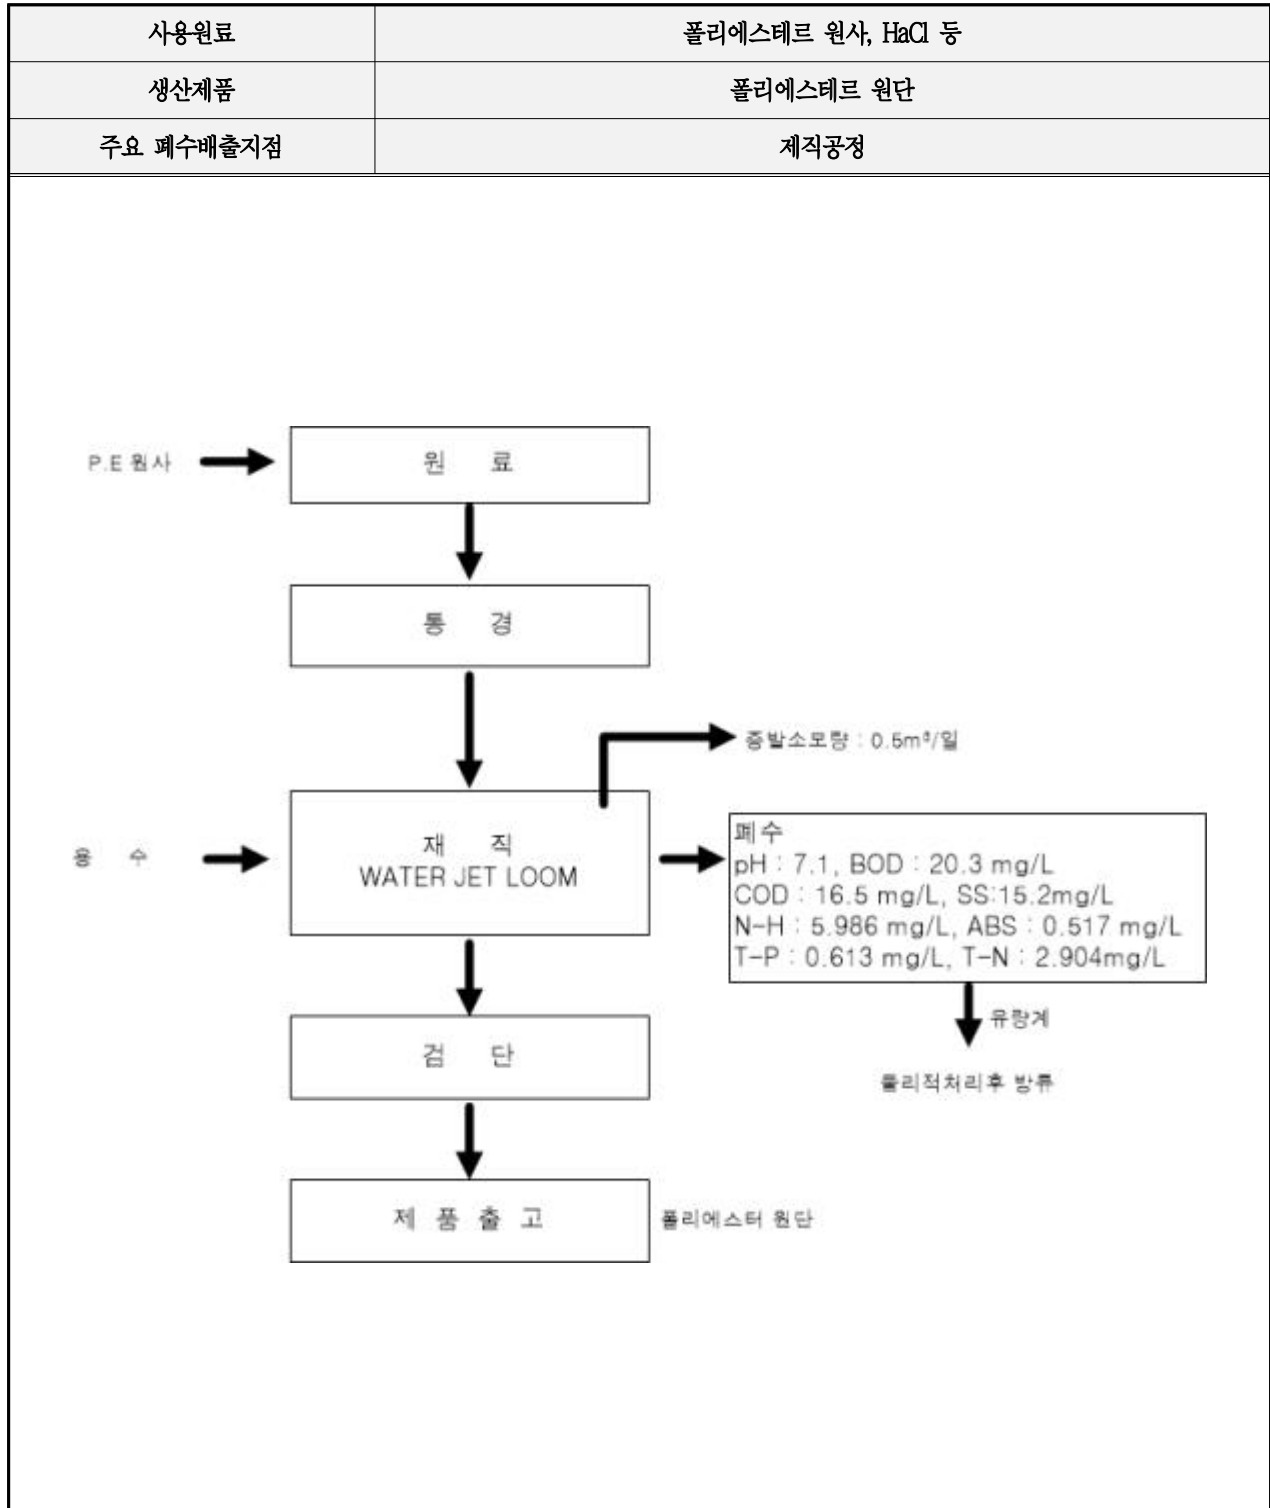 사용원료 폴리에스테르 원사, HaCl 등
생산제품 폴리에스테르 원단
주요 폐수배출지점 제직공정
P.E 원사
원 료
통 경
증발소모량 : 0.5m³/일
용 수
재 직
WATER JET LOOM
폐수
pH : 7.1, BOD : 20.3 mg/L
COD : 16.5 mg/L, SS:15.2mg/L
N-H : 5.986 mg/L, ABS : 0.517 mg/L
T-P : 0.613 mg/L, T-N : 2.904mg/L
유량계
물리적처리후 방류
검 단
제 품 출 고
폴리에스터 원단